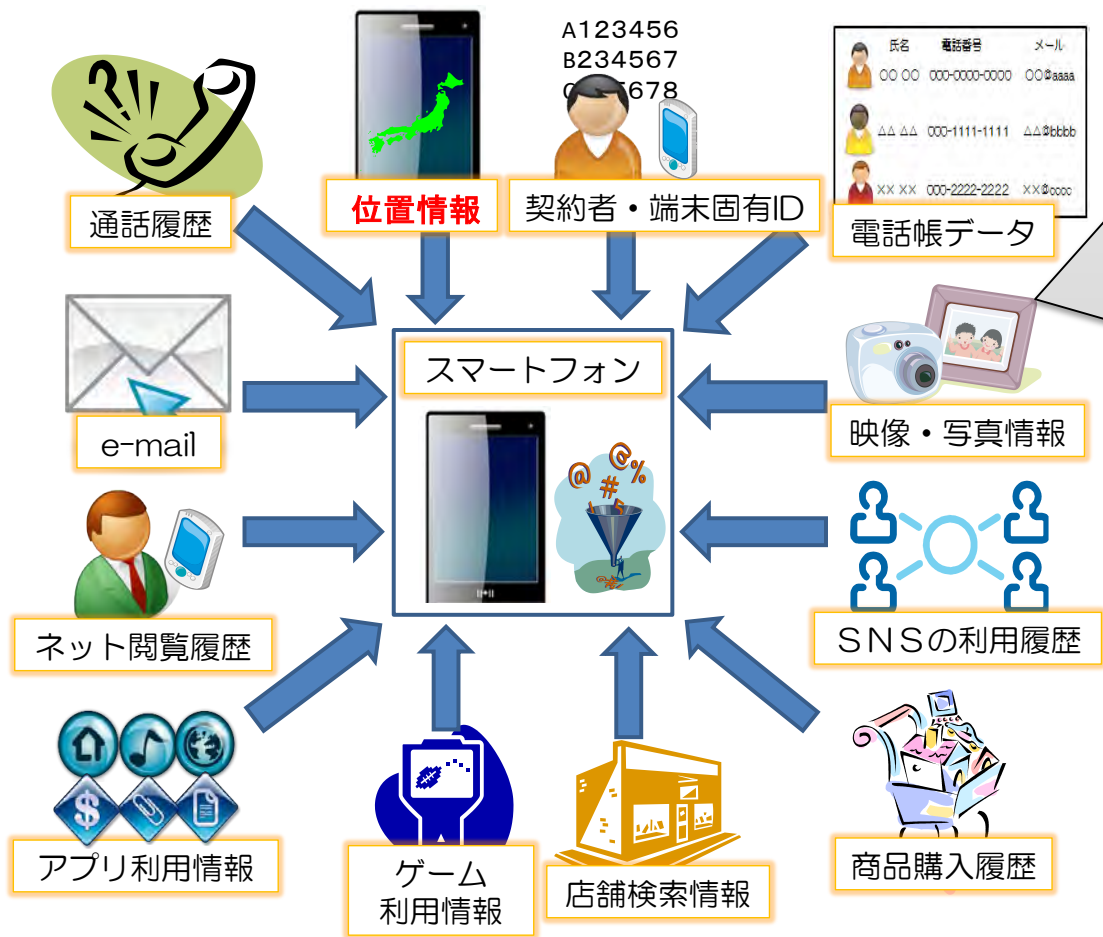 A123456
B234567
氏名 電話番号 メール
○○ ○○ 000-0000-0000 ○○@aaaa
△△ △△ 000-1111-1111 △△@bbbb
×× ×× 000-2222-2222 ××@cccc
通話履歴
位置情報
契約者・端末固有ID
電話帳データ
スマートフォン
e-mail
映像・写真情報
@ @ % #
ネット閲覧履歴
SNSの利用履歴
$
アプリ利用情報
ゲーム
利用情報
店舗検索情報
商品購入履歴